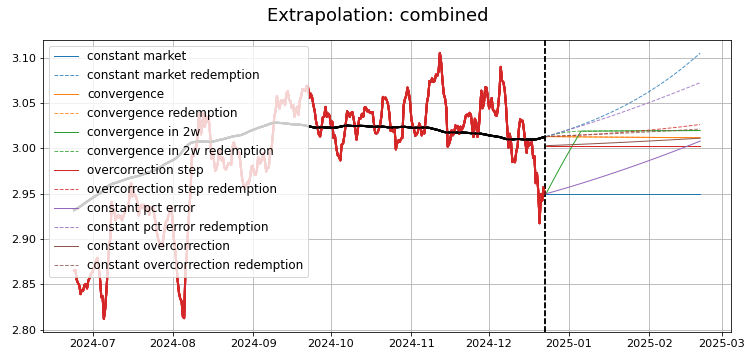 Extrapolation: combined
3.10
3.05
3.00
2.95
2.90
2.85
2.80
constant market
constant market redemption
convergence
convergence redemption
convergence in 2w
convergence in 2w redemption
overcorrection step
overcorrection step redemption
constant pct error
constant pct error redemption
constant overcorrection
constant overcorrection redemption
2024-07 2024-08 2024-09 2024-10 2024-11 2024-12 2025-01 2025-02 2025-03